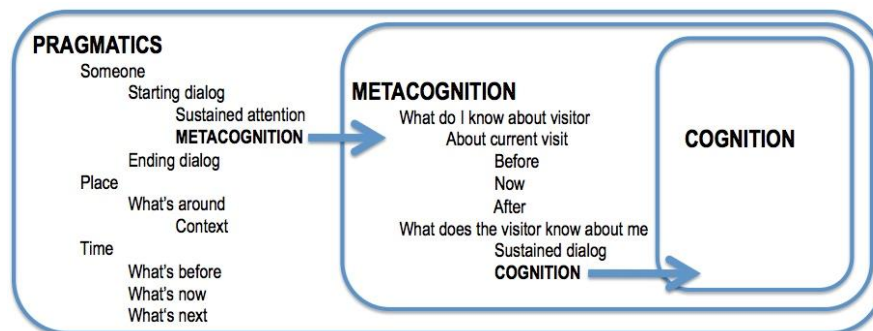 PRAGMATICS
Someone
Starting dialog
Sustained attention
METACOGNITION
Ending dialog
Place
What's around
Context
Time
What's before
What's now
What's next
METACOGNITION
What do I know about visitor
About current visit
Before
Now
After
What does the visitor know about me
Sustained dialog
COGNITION
COGNITION